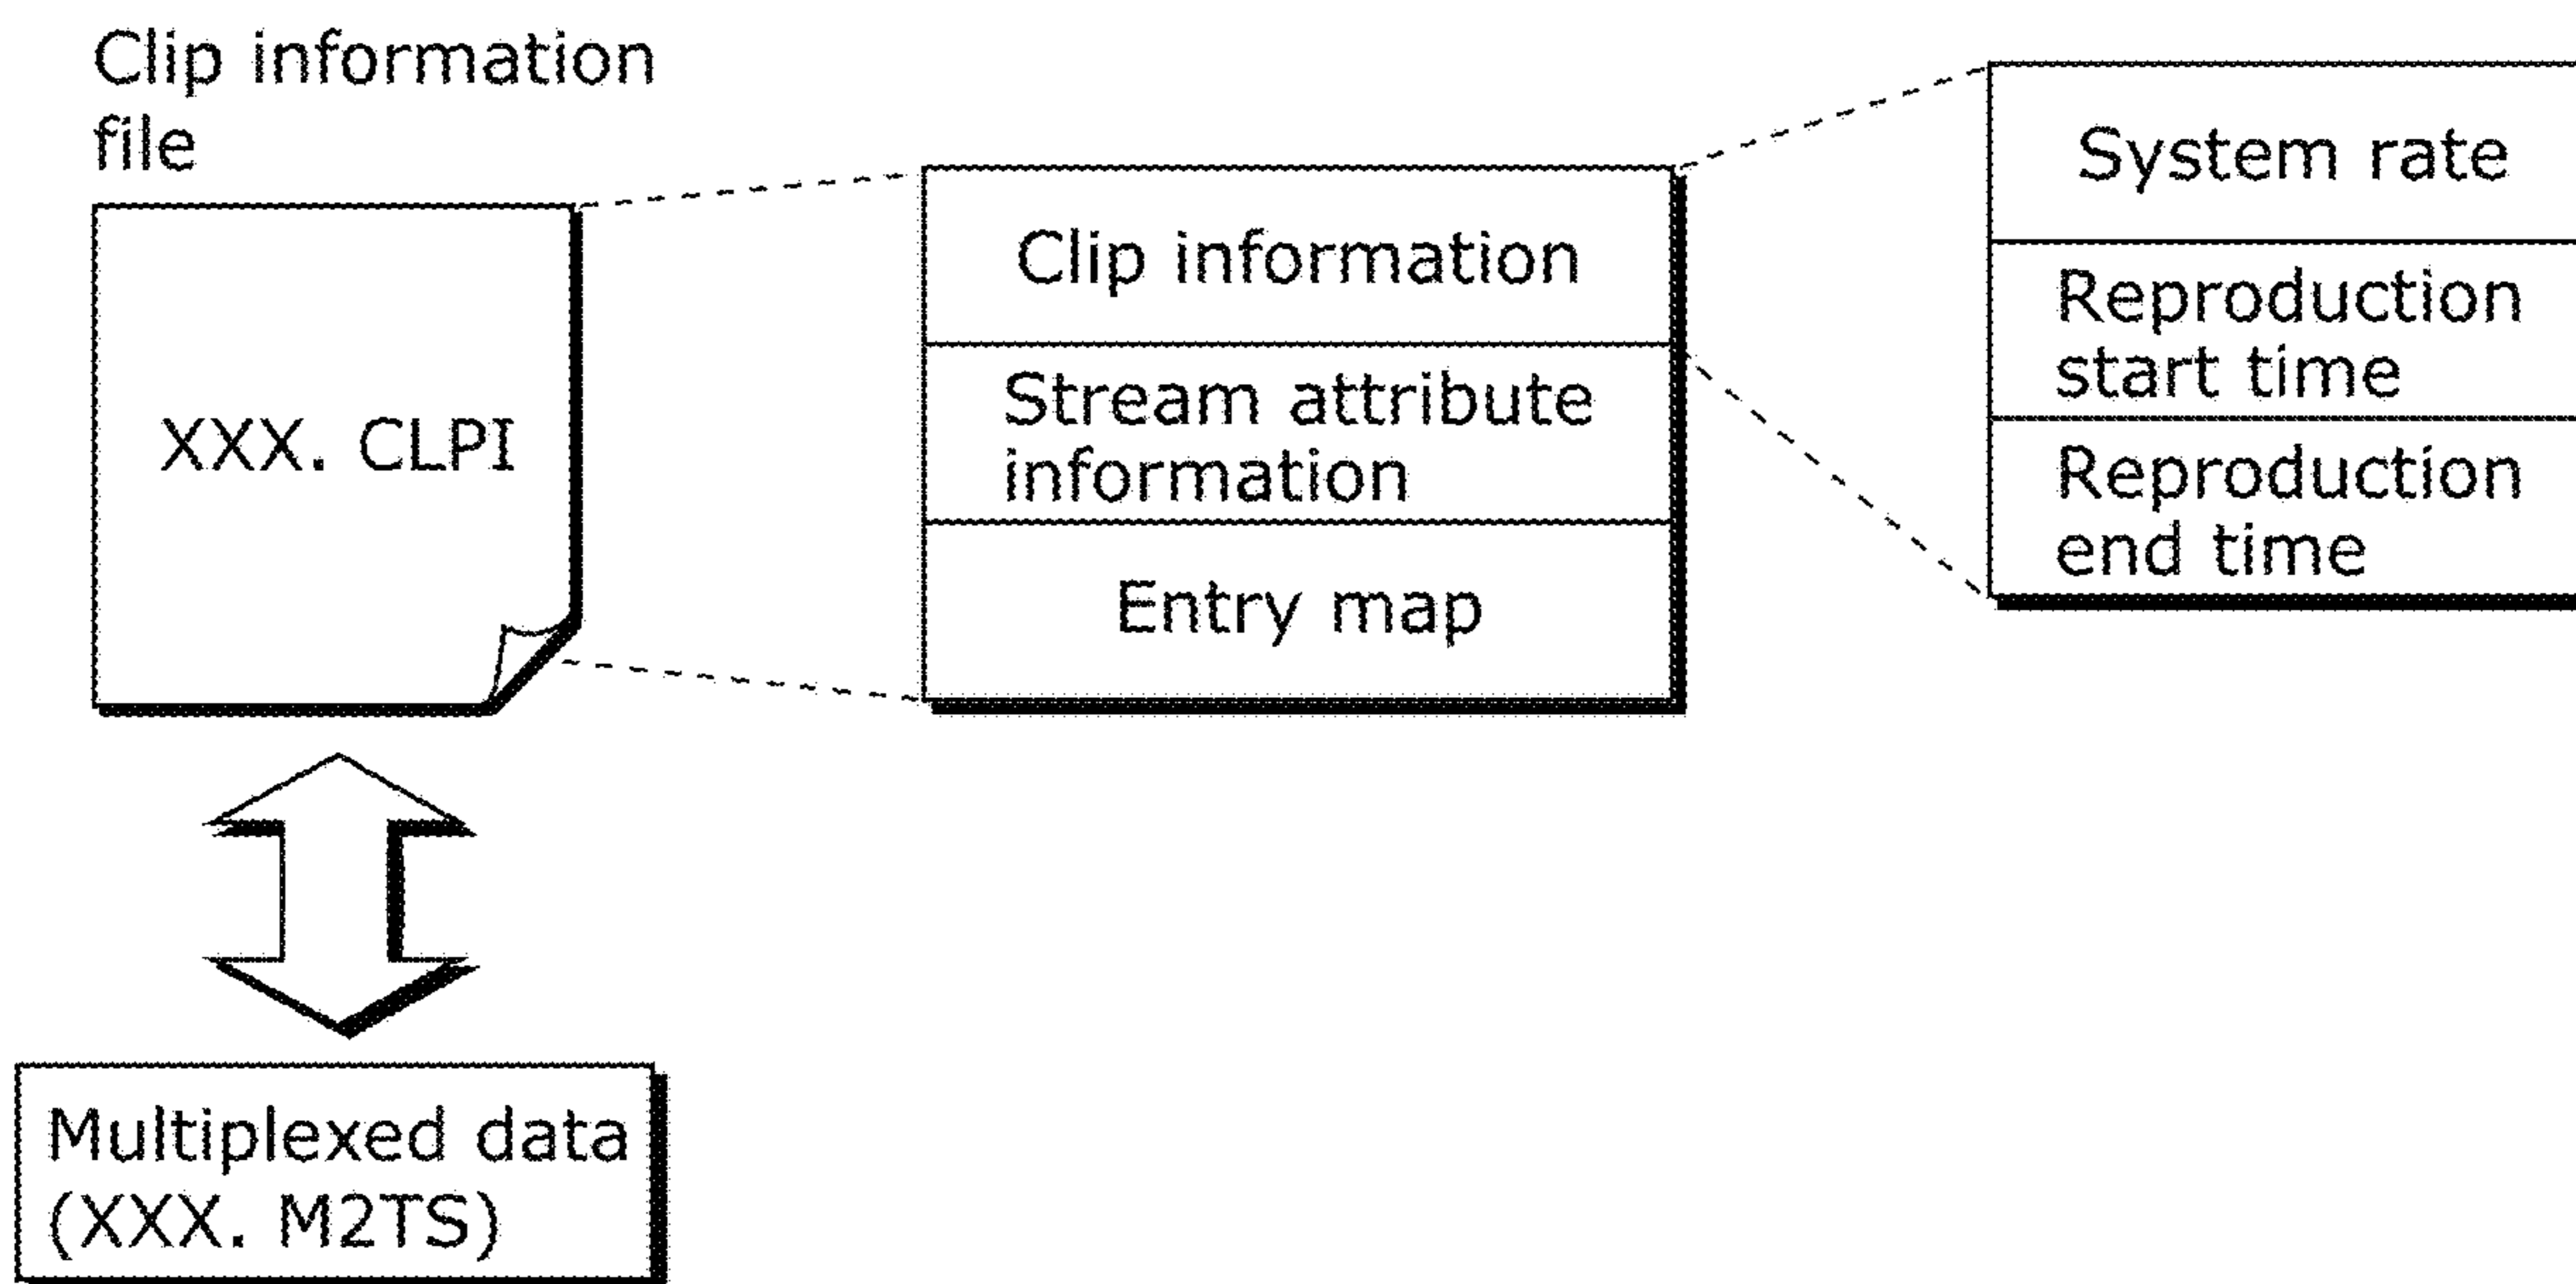 Clip information
file
XXX. CLPI
Multiplexed data
(XXX. M2TS)
Clip information
Stream attribute
information
Entry map
System rate
Reproduction
start time
Reproduction
end time